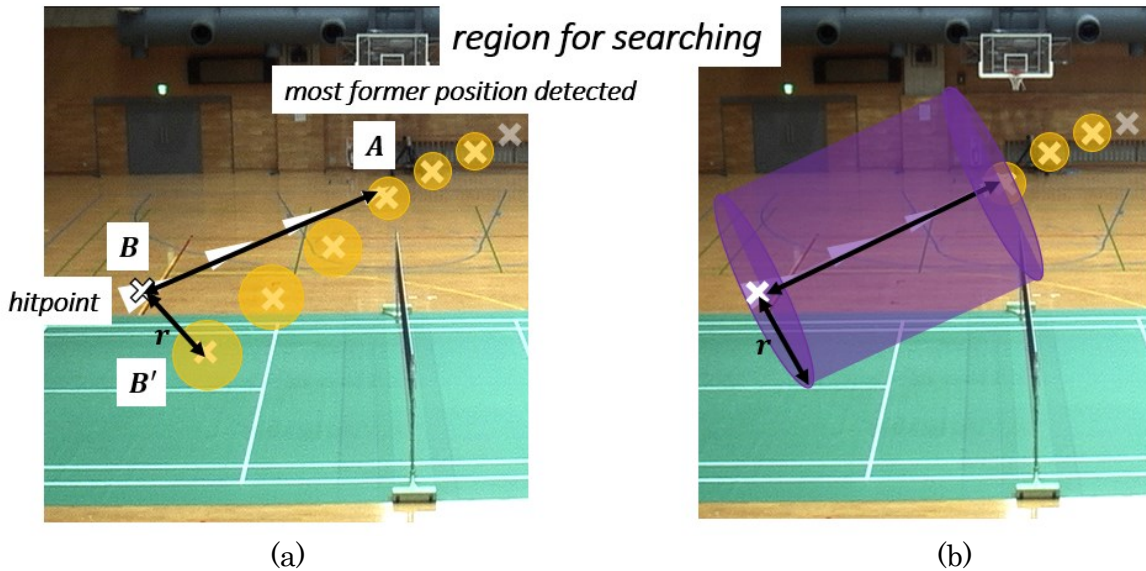 region for searching
most former position detected
A
B
hitpoint
r
B′
r
(a)
(b)